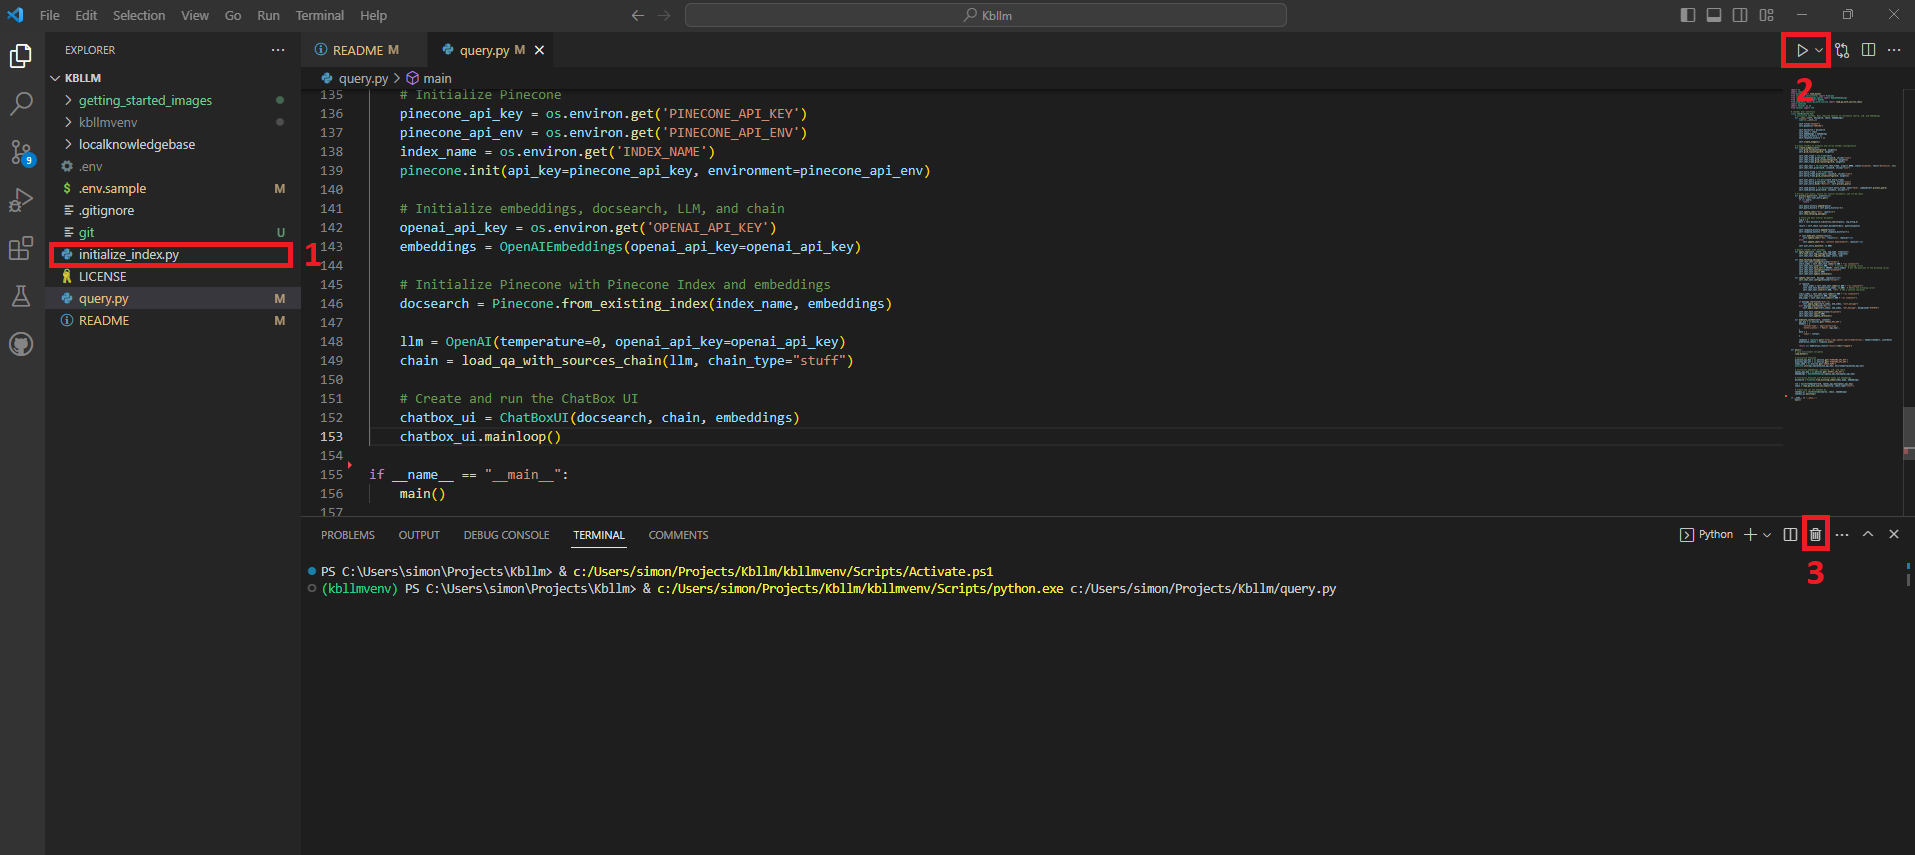 File Edit Selection View Go Run Terminal Help
Kbllm
EXPLORER
KBLLM
getting_started_images
kbllmvenv
localknowledgebase
.env
$ .env.sample M
.gitignore
git U
initialize_index.py
1
LICENSE
query.py M
README M
9
README M
query.py M
query.py > main
2
135 # Initialize Pinecone
136 pinecone_api_key = os.environ.get('PINECONE_API_KEY')
137 pinecone_api_env = os.environ.get('PINECONE_API_ENV')
138 index_name = os.environ.get('INDEX_NAME')
139 pinecone.init(api_key=pinecone_api_key, environment=pinecone_api_env)
140
141 # Initialize embeddings, docsearch, LLM, and chain
142 openai_api_key = os.environ.get('OPENAI_API_KEY')
143 embeddings = OpenAIEmbeddings(openai_api_key=openai_api_key)
144
145 # Initialize Pinecone with Pinecone Index and embeddings
146 docsearch = Pinecone.from_existing_index(index_name, embeddings)
147
148 llm = OpenAI(temperature=0, openai_api_key=openai_api_key)
149 chain = load_qa_with_sources_chain(llm, chain_type="stuff")
150
151 # Create and run the ChatBox UI
152 chatbox_ui = ChatBoxUI(docsearch, chain, embeddings)
153 chatbox_ui.mainloop()
154
155 if __name__ == "__main__":
156 main()
157
PROBLEMS OUTPUT DEBUG CONSOLE TERMINAL COMMENTS
Python
3
PS C:\Users\simon\Projects\Kbllm> & c:/Users/simon/Projects/Kbllm/kbllmvenv/Scripts/Activate.ps1
(kbllmvenv) PS C:\Users\simon\Projects\Kbllm> & c:/Users/simon/Projects/Kbllm/kbllmvenv/Scripts/python.exe c:/Users/simon/Projects/Kbllm/query.py